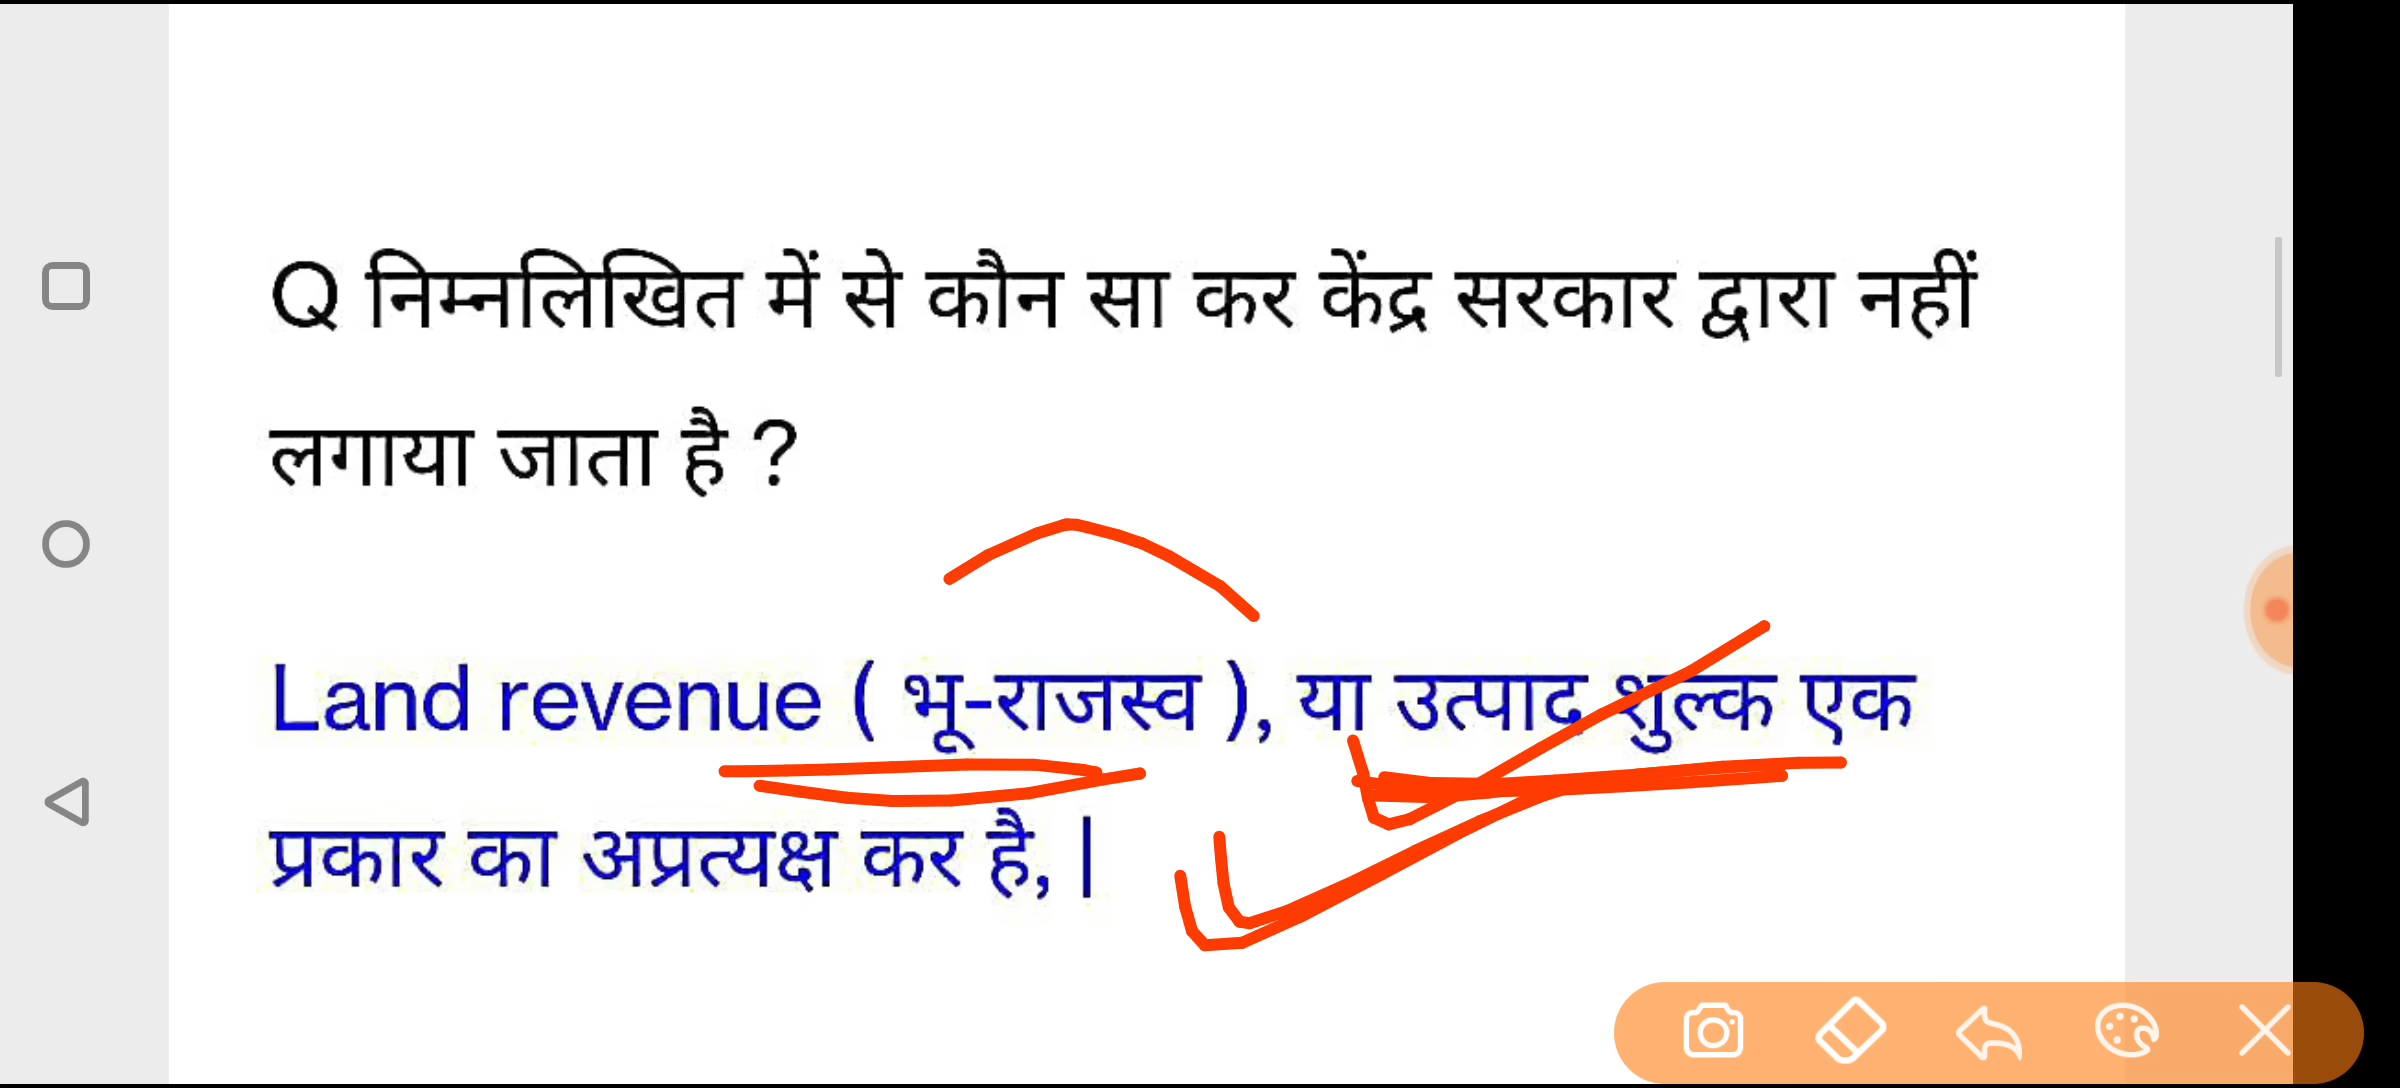 Q निम्नलिखित में से कौन सा कर केंद्र सरकार द्वारा नहीं
लगाया जाता है ?
Land revenue ( भू-राजस्व ), या उत्पाद शुल्क एक
प्रकार का अप्रत्यक्ष कर है, |